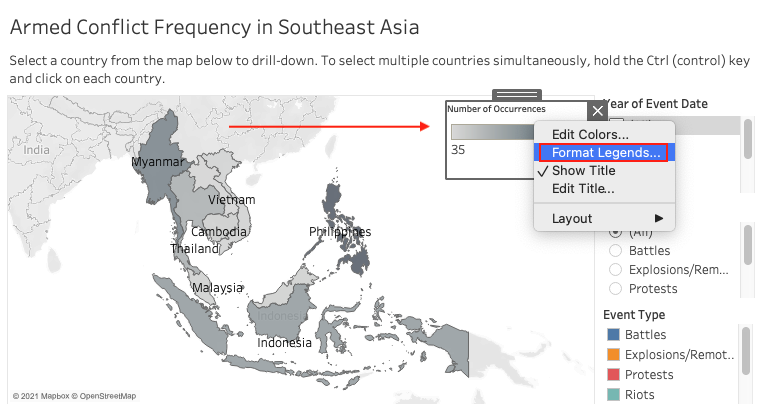 Armed Conflict Frequency in Southeast Asia
Select a country from the map below to drill-down. To select multiple countries simultaneously, hold the Ctrl (control) key
and click on each country.
Number of Occurrences
35
Edit Colors...
Format Legends...
Show Title
Edit Title...
Layout
Year of Event Date
(All)
Battles
Explosions/Rem...
Protests
Event Type
Battles
Explosions/Remot..
Protests
Riots
India
Myanmar
Vietnam
Cambodia
Thailand
Philippines
Malaysia
Indonesia
Indonesia
© 2021 Mapbox © OpenStreetMap